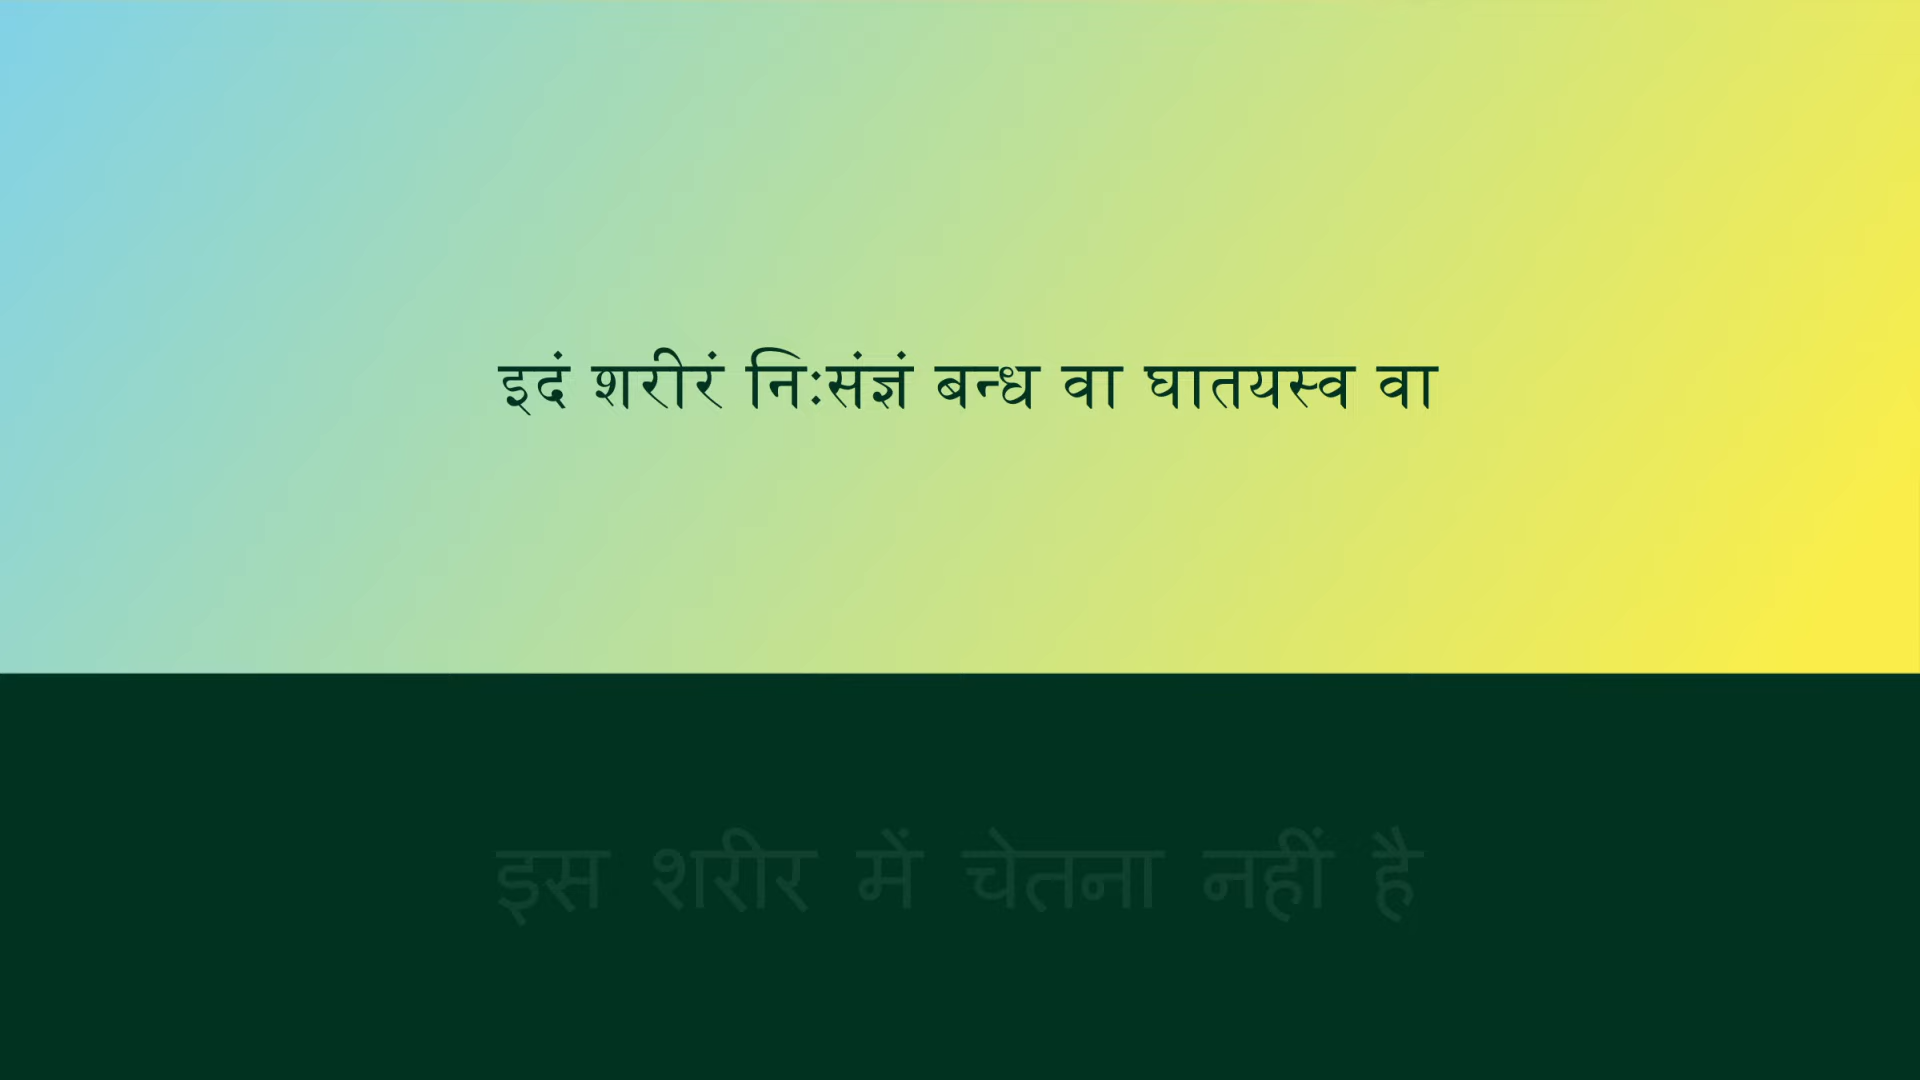 इदं शरीरं निःसंज्ञं बन्ध वा घातयस्व वा
इस शरीर में चेतना नहीं है